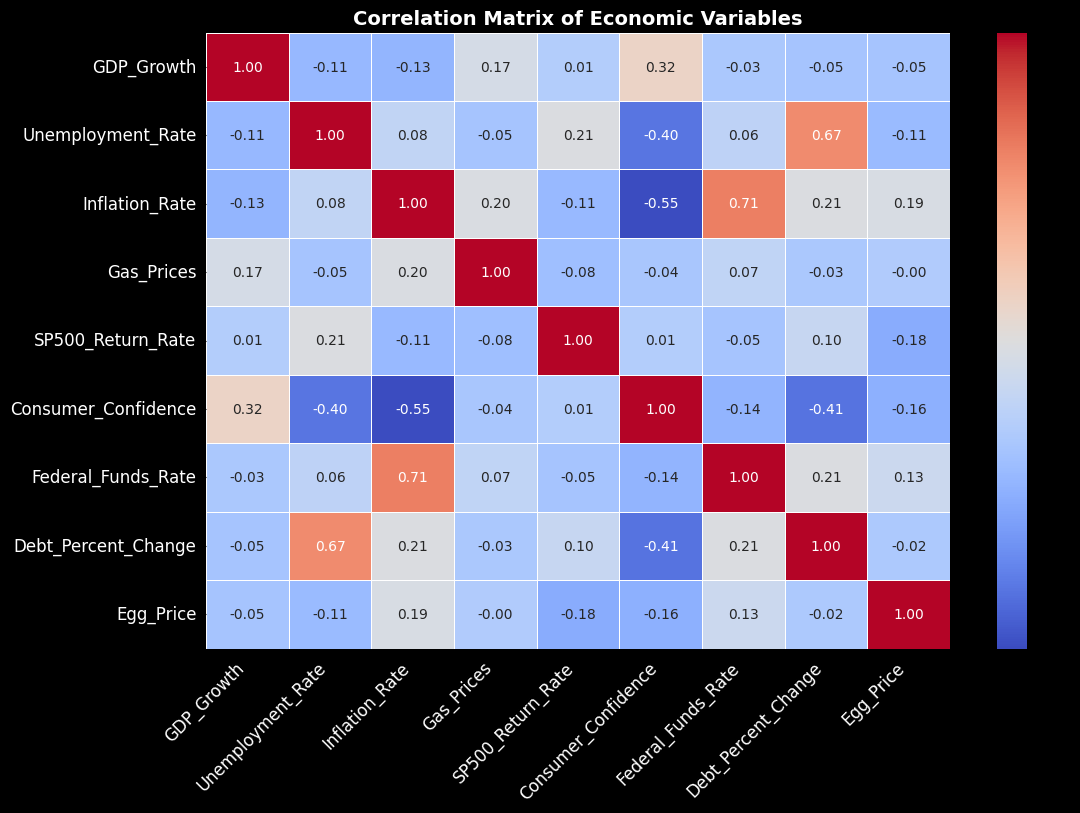 Correlation Matrix of Economic Variables
GDP_Growth 1.00 -0.11 -0.13 0.17 0.01 0.32 -0.03 -0.05 -0.05
Unemployment_Rate -0.11 1.00 0.08 -0.05 0.21 -0.40 0.06 0.67 -0.11
Inflation_Rate -0.13 0.08 1.00 0.20 -0.11 -0.55 0.71 0.21 0.19
Gas_Prices 0.17 -0.05 0.20 1.00 -0.08 -0.04 0.07 -0.03 -0.00
SP500_Return_Rate 0.01 0.21 -0.11 -0.08 1.00 0.01 -0.05 0.10 -0.18
Consumer_Confidence 0.32 -0.40 -0.55 -0.04 0.01 1.00 -0.14 -0.41 -0.16
Federal_Funds_Rate -0.03 0.06 0.71 0.07 -0.05 -0.14 1.00 0.21 0.13
Debt_Percent_Change -0.05 0.67 0.21 -0.03 0.10 -0.41 0.21 1.00 -0.02
Egg_Price -0.05 -0.11 0.19 -0.00 -0.18 -0.16 0.13 -0.02 1.00
GDP_Growth Unemployment_Rate Inflation_Rate Gas_Prices SP500_Return_Rate Consumer_Confidence Federal_Funds_Rate Debt_Percent_Change Egg_Price